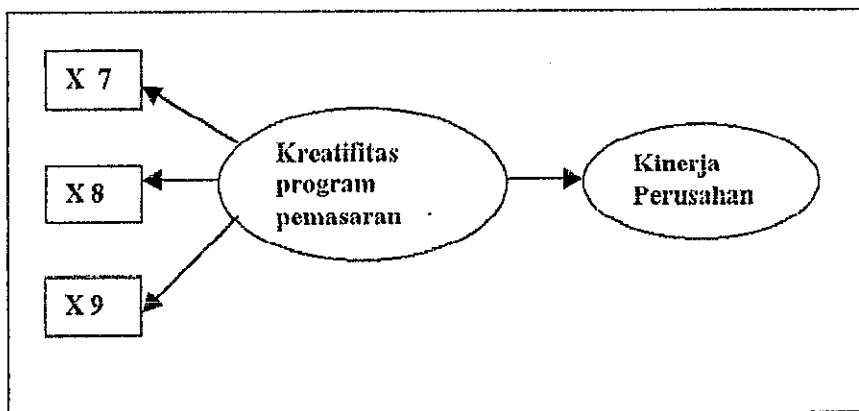 X 7
X 8
X 9
Kreatifitas
program
pemasaran
Kinerja
Perusahan